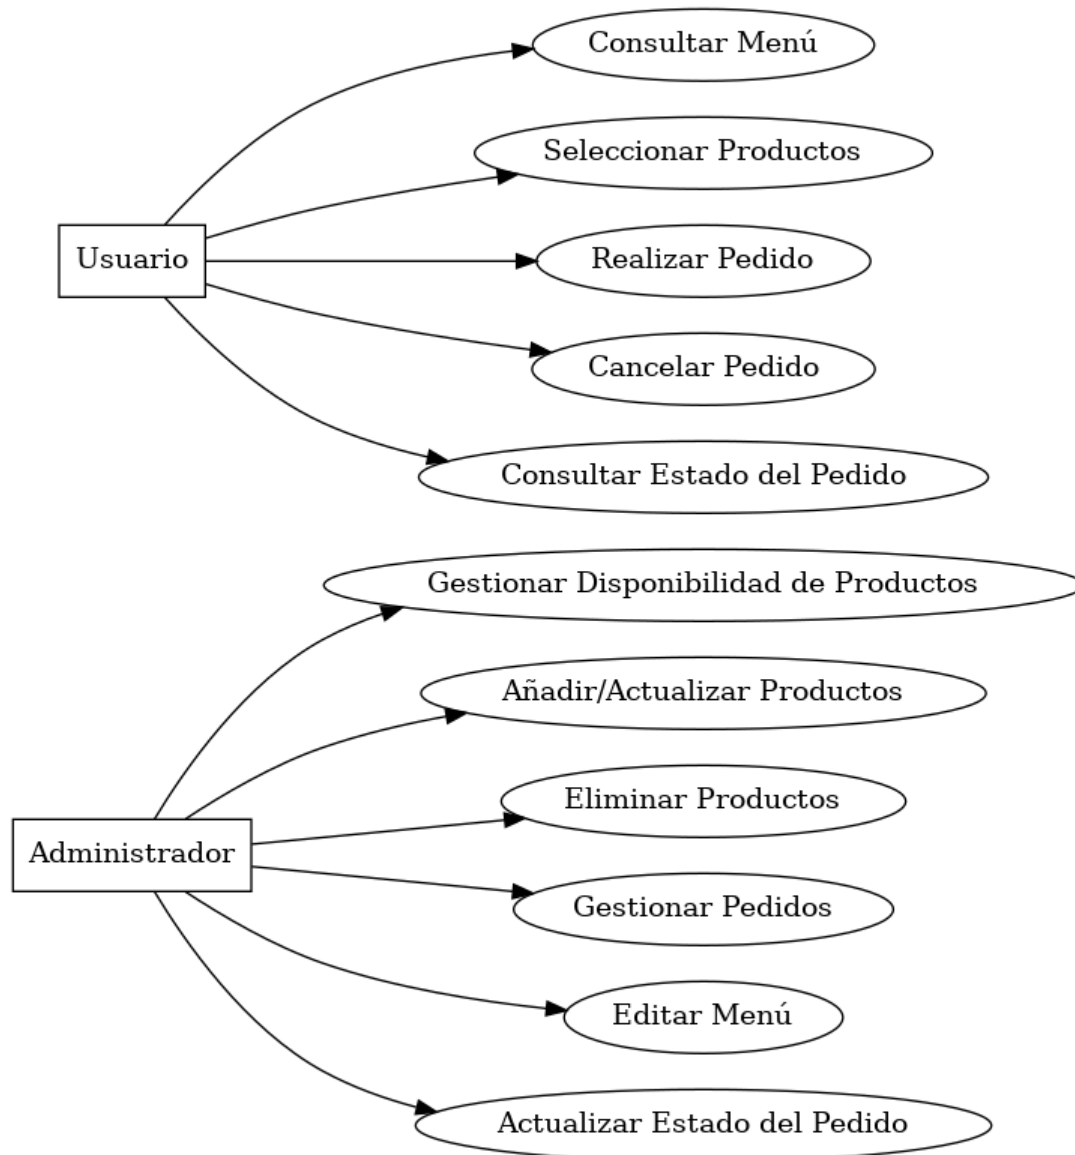 Consultar Menú
Seleccionar Productos
Usuario
Realizar Pedido
Cancelar Pedido
Consultar Estado del Pedido
Gestionar Disponibilidad de Productos
Añadir/Actualizar Productos
Eliminar Productos
Administrador
Gestionar Pedidos
Editar Menú
Actualizar Estado del Pedido